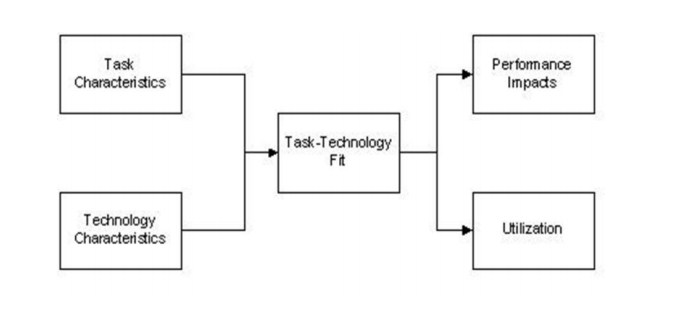 Task
Characteristics
Performance
Impacts
Task-Technology
Fit
Technology
Characteristics
Utilization